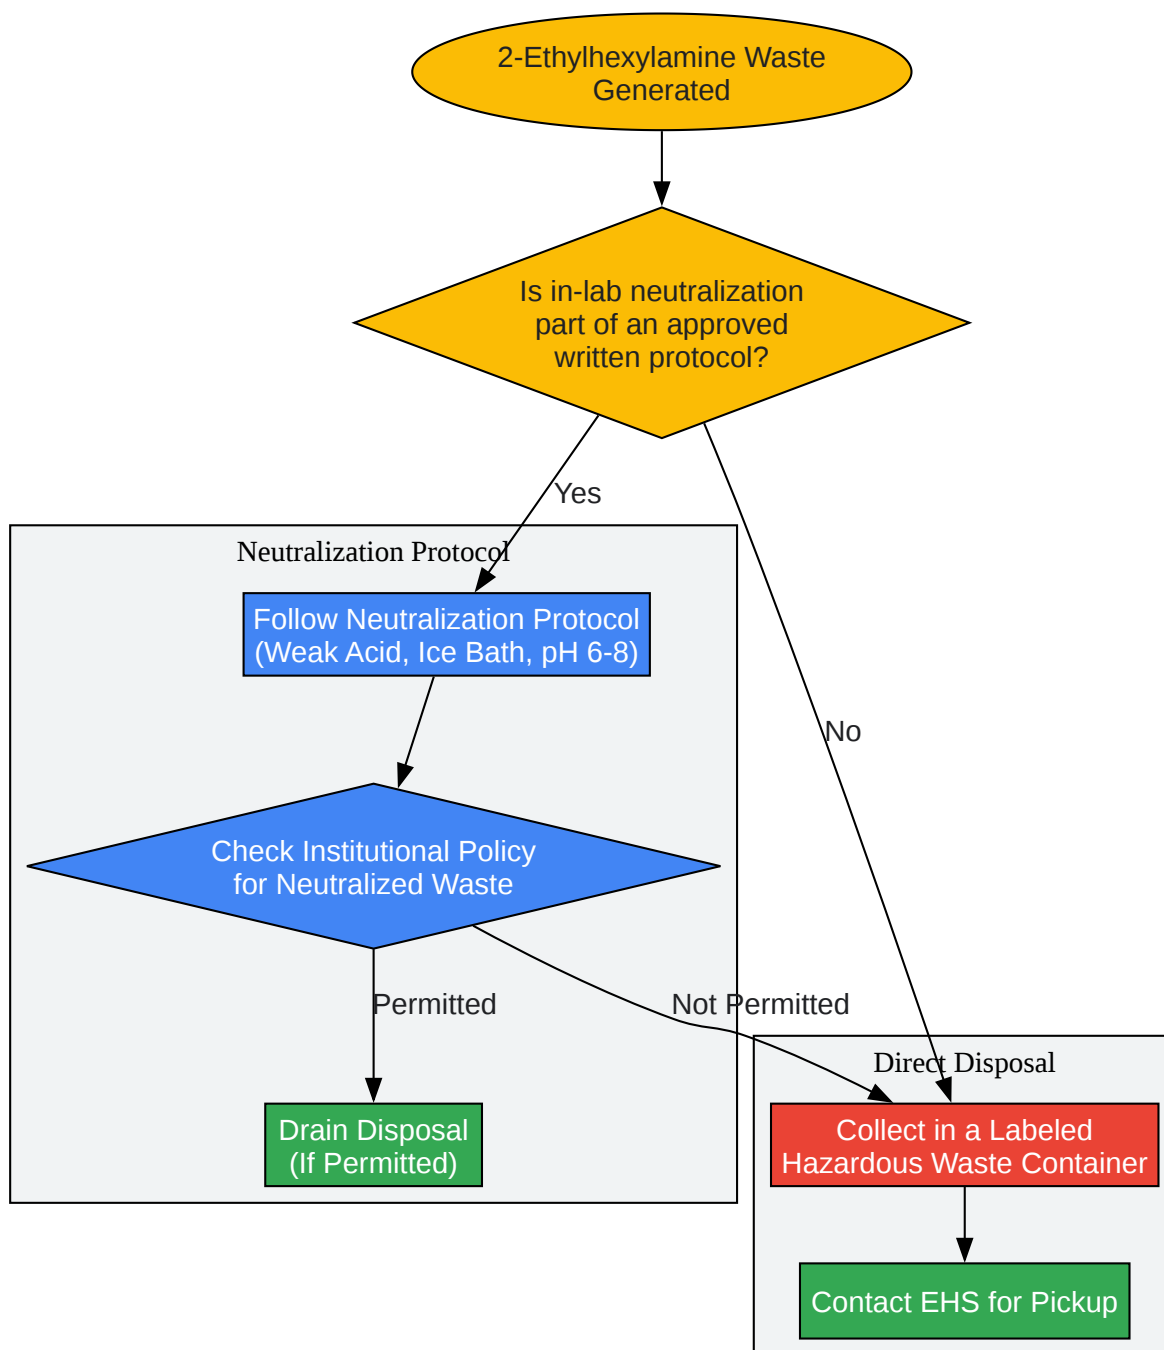 2-Ethylhexylamine Waste
Generated
Is in-lab neutralization
part of an approved
written protocol?
Yes
Neutralization Protocol
Follow Neutralization Protocol
(Weak Acid, Ice Bath, pH 6-8)
No
Check Institutional Policy
for Neutralized Waste
Permitted
Not Permitted
Direct Disposal
Drain Disposal
(If Permitted)
Collect in a Labeled
Hazardous Waste Container
Contact EHS for Pickup